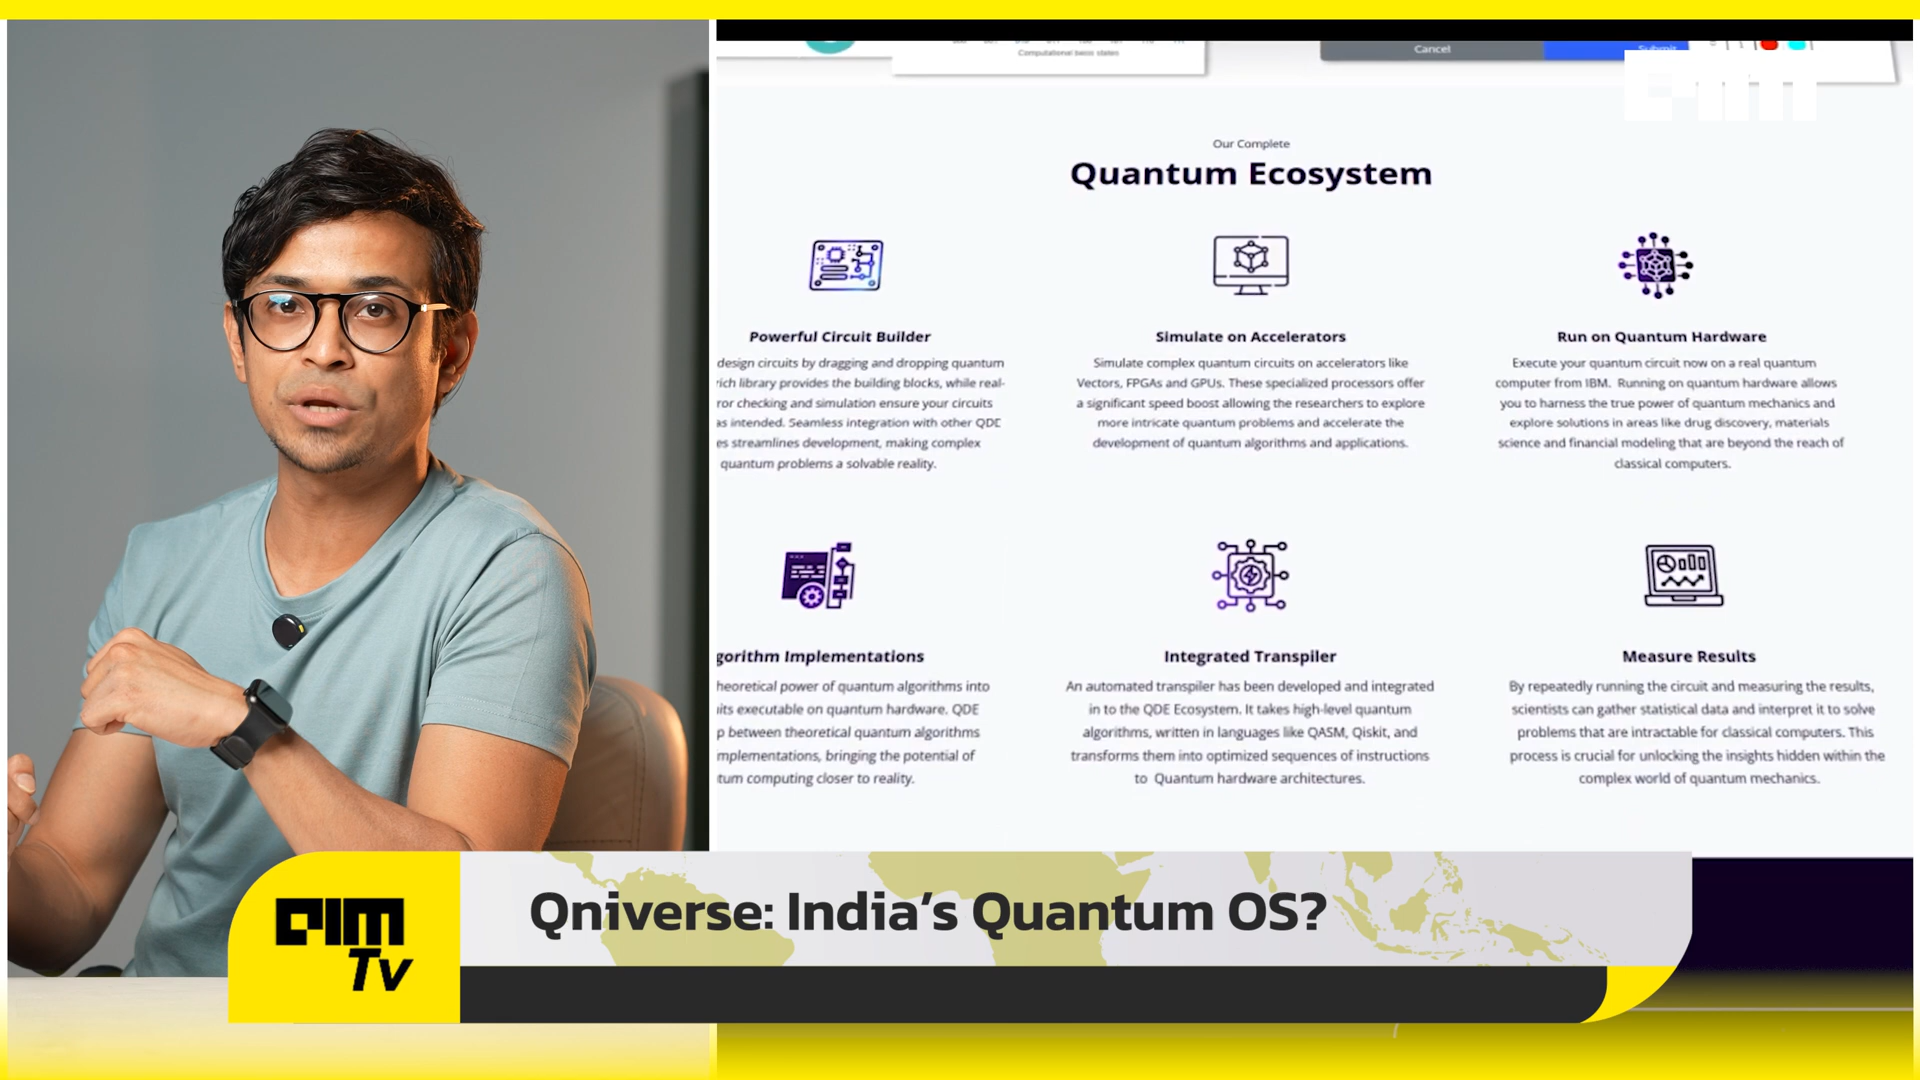 Computational basis states
Cancel
Submit
AIM
Our Complete
Quantum Ecosystem
Powerful Circuit Builder
design circuits by dragging and dropping quantum
rich library provides the building blocks, while real-
ror checking and simulation ensure your circuits
as intended. Seamless integration with other QDE
es streamlines development, making complex
quantum problems a solvable reality.
Simulate on Accelerators
Simulate complex quantum circuits on accelerators like
Vectors, FPGAs and GPUs. These specialized processors offer
a significant speed boost allowing the researchers to explore
more intricate quantum problems and accelerate the
development of quantum algorithms and applications.
Run on Quantum Hardware
Execute your quantum circuit now on a real quantum
computer from IBM. Running on quantum hardware allows
you to harness the true power of quantum mechanics and
explore solutions in areas like drug discovery, materials
science and financial modeling that are beyond the reach of
classical computers.
gorithm Implementations
heoretical power of quantum algorithms into
its executable on quantum hardware. QDE
p between theoretical quantum algorithms
mplementations, bringing the potential of
tum computing closer to reality.
Integrated Transpiler
An automated transpiler has been developed and integrated
in to the QDE Ecosystem. It takes high-level quantum
algorithms, written in languages like QASM, Qiskit, and
transforms them into optimized sequences of instructions
to Quantum hardware architectures.
Measure Results
By repeatedly running the circuit and measuring the results,
scientists can gather statistical data and interpret it to solve
problems that are intractable for classical computers. This
process is crucial for unlocking the insights hidden within the
complex world of quantum mechanics.
AIM
Tv
Qniverse: India's Quantum OS?